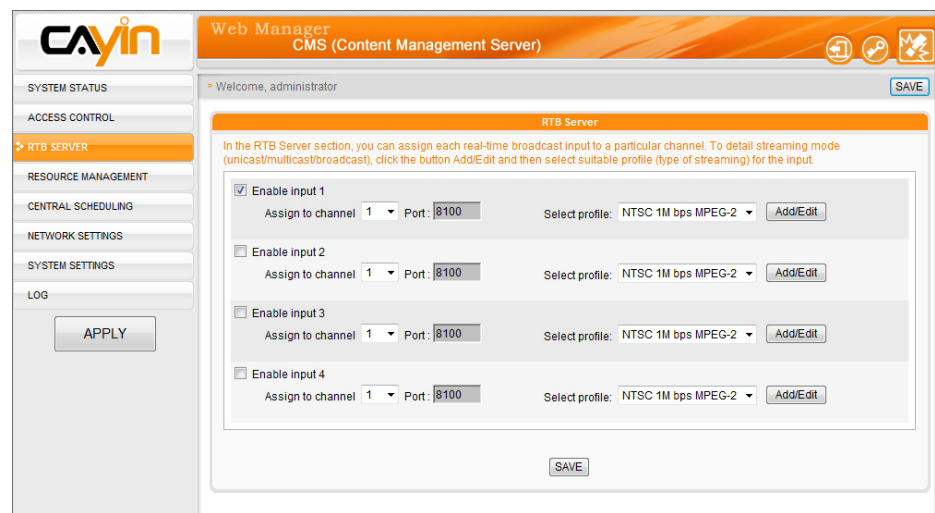 CAYIN
Web Manager
CMS (Content Management Server)
SYSTEM STATUS
ACCESS CONTROL
RTB SERVER
RESOURCE MANAGEMENT
CENTRAL SCHEDULING
NETWORK SETTINGS
SYSTEM SETTINGS
LOG
APPLY
Welcome, administrator SAVE
RTB Server
In the RTB Server section, you can assign each real-time broadcast input to a particular channel. To detail streaming mode
(unicast/multicast/broadcast), click the button Add/Edit and then select suitable profile (type of streaming) for the input.
Enable input 1
Assign to channel 1 Port: 8100 Select profile: NTSC 1M bps MPEG-2 Add/Edit
Enable input 2
Assign to channel 1 Port: 8100 Select profile: NTSC 1M bps MPEG-2 Add/Edit
Enable input 3
Assign to channel 1 Port: 8100 Select profile: NTSC 1M bps MPEG-2 Add/Edit
Enable input 4
Assign to channel 1 Port: 8100 Select profile: NTSC 1M bps MPEG-2 Add/Edit
SAVE